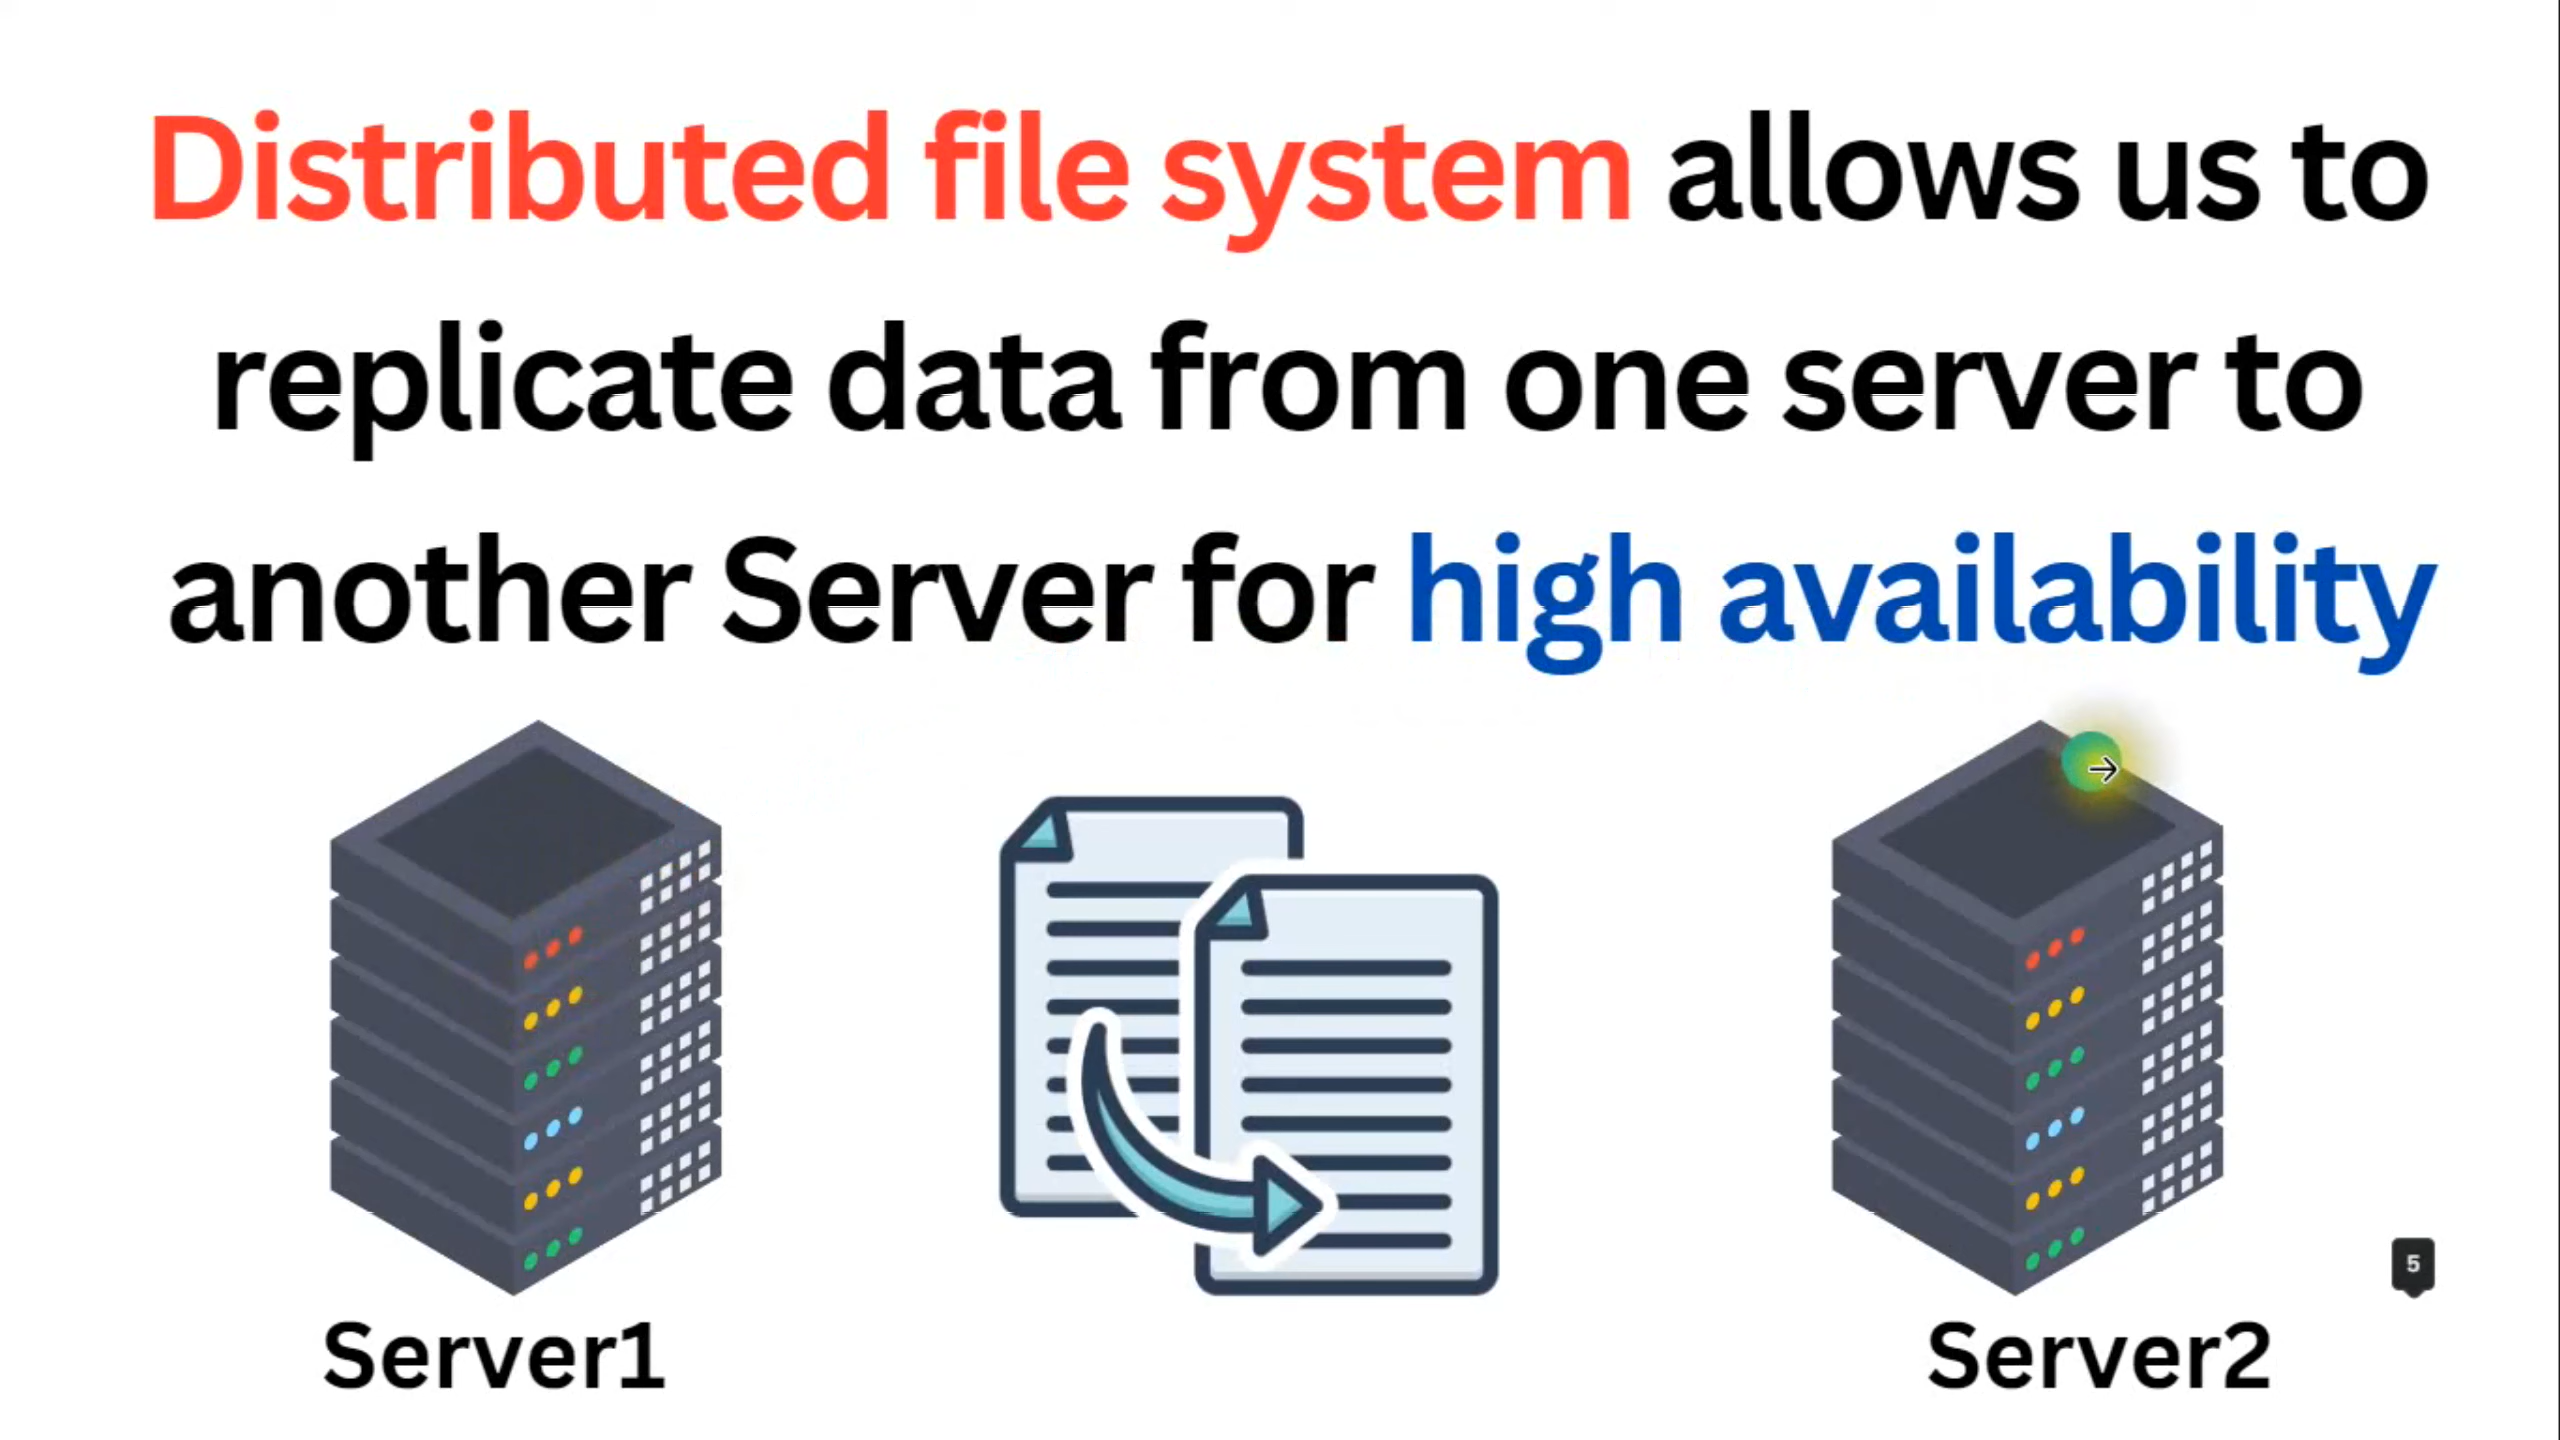 Distributed file system allows us to
replicate data from one server to
another Server for high availability
5
Server1
Server2